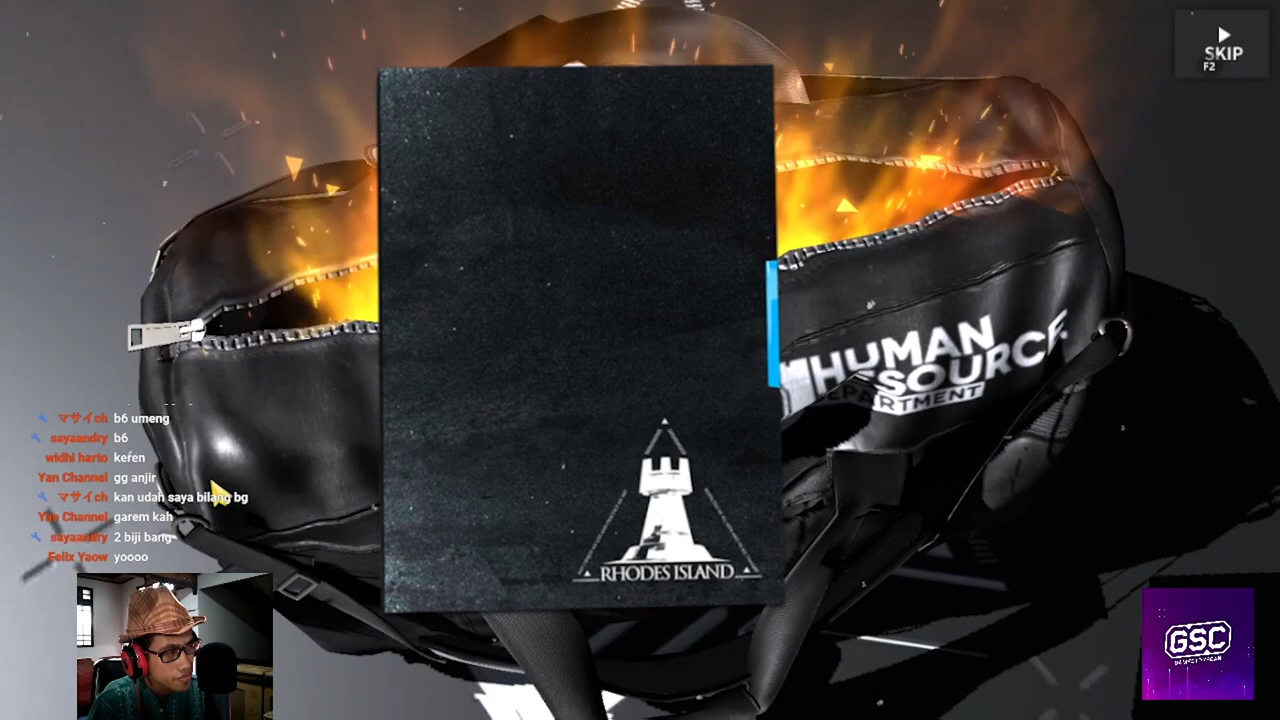 SKIP
F2
HUMAN
RESOURCE
DEPARTMENT
RHODES ISLAND
マサイch b6 umeng
sayaandry b6
widhi harto keŕen
Yan Channel gg anjir
マサイch kan udah saya bilang bg
Yan Channel garem kah
sayaandry 2 biji bang
Felix Yaow yoooo
GSC